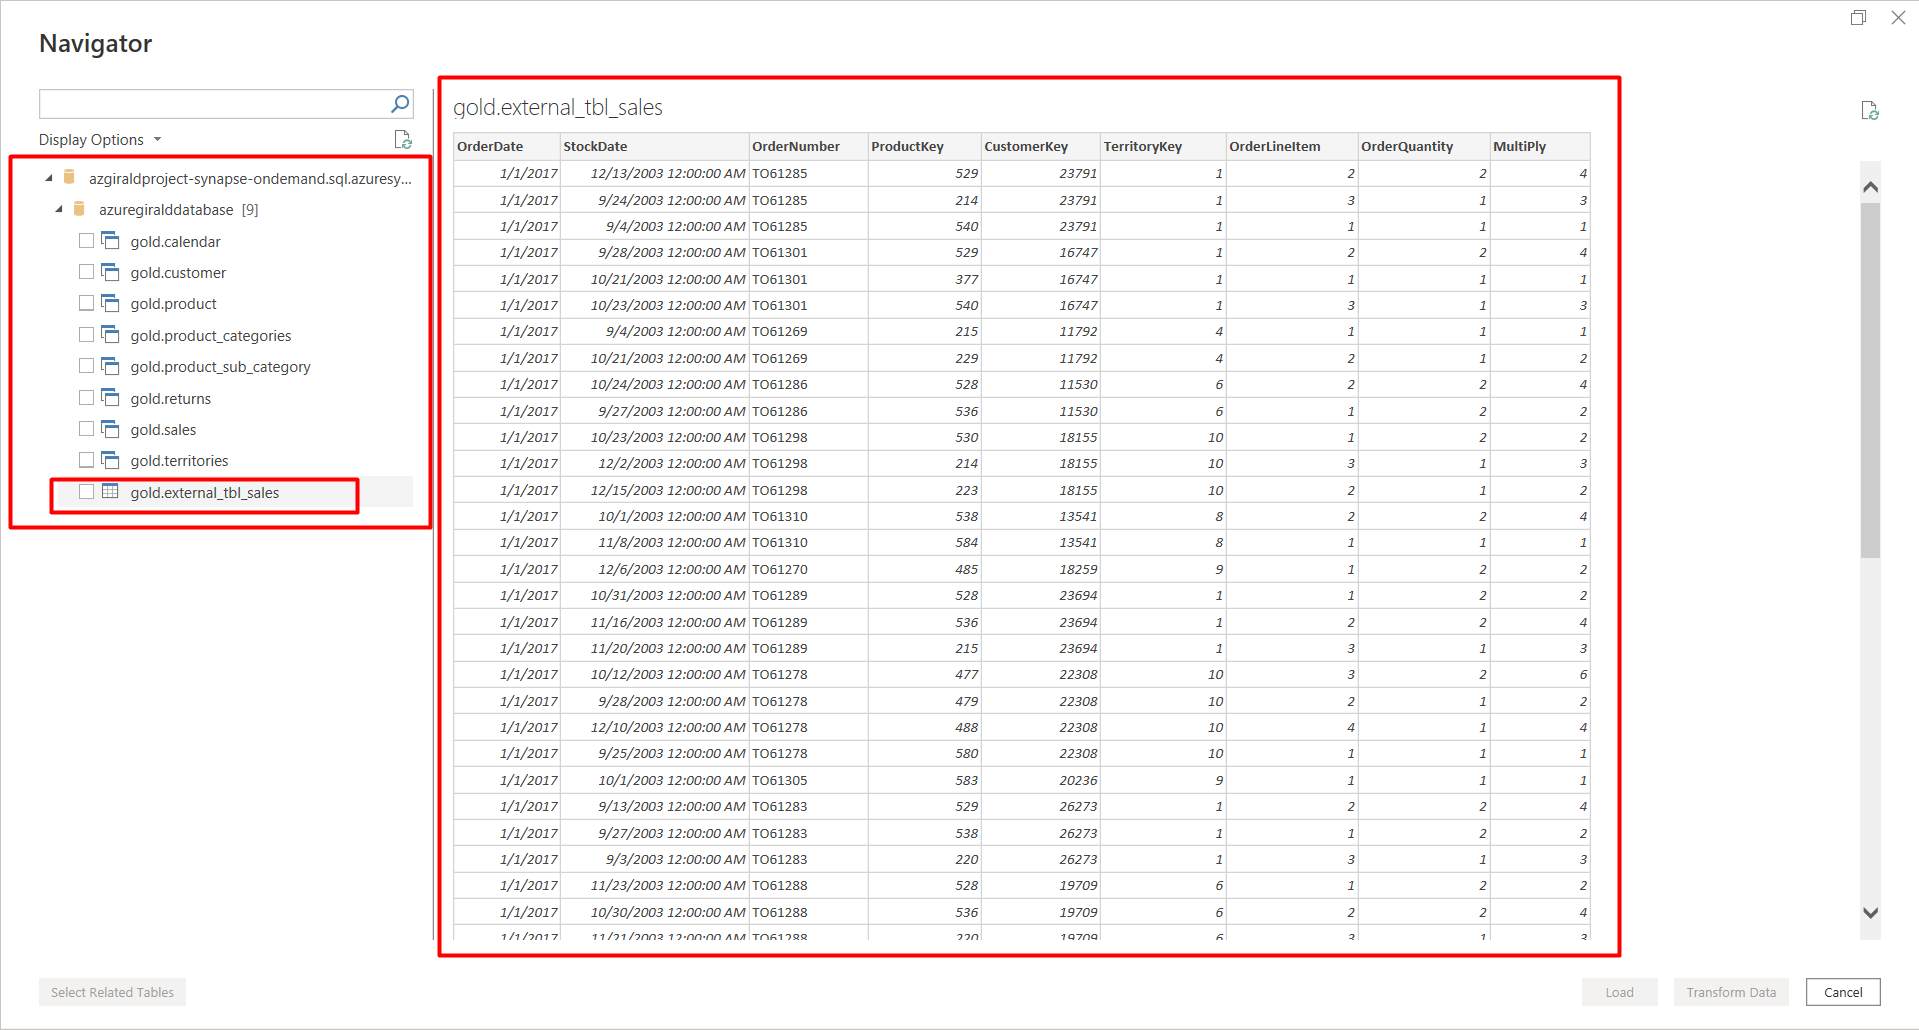 Navigator
Display Options
azgiraldproject-synapse-ondemand.sql.azuresy...
azuregiralddatabase [9]
gold.calendar
gold.customer
gold.product
gold.product_categories
gold.product_sub_category
gold.returns
gold.sales
gold.territories
gold.external_tbl_sales
gold.external_tbl_sales
OrderDate StockDate OrderNumber ProductKey CustomerKey TerritoryKey OrderLineItem OrderQuantity MultiPly
1/1/2017 12/13/2003 12:00:00 AM TO61285 529 23791 1 2 2 4
1/1/2017 9/24/2003 12:00:00 AM TO61285 214 23791 1 3 1 3
1/1/2017 9/4/2003 12:00:00 AM TO61285 540 23791 1 1 1 1
1/1/2017 9/28/2003 12:00:00 AM TO61301 529 16747 1 2 2 4
1/1/2017 10/21/2003 12:00:00 AM TO61301 377 16747 1 1 1 1
1/1/2017 10/23/2003 12:00:00 AM TO61301 540 16747 1 3 1 3
1/1/2017 9/4/2003 12:00:00 AM TO61269 215 11792 4 1 1 1
1/1/2017 10/21/2003 12:00:00 AM TO61269 229 11792 4 2 1 2
1/1/2017 10/24/2003 12:00:00 AM TO61286 528 11530 6 2 2 4
1/1/2017 9/27/2003 12:00:00 AM TO61286 536 11530 6 1 2 2
1/1/2017 10/23/2003 12:00:00 AM TO61298 530 18155 10 1 2 2
1/1/2017 12/2/2003 12:00:00 AM TO61298 214 18155 10 3 1 3
1/1/2017 12/15/2003 12:00:00 AM TO61298 223 18155 10 2 1 2
1/1/2017 10/1/2003 12:00:00 AM TO61310 538 13541 8 2 2 4
1/1/2017 11/8/2003 12:00:00 AM TO61310 584 13541 8 1 1 1
1/1/2017 12/6/2003 12:00:00 AM TO61270 485 18259 9 1 2 2
1/1/2017 10/31/2003 12:00:00 AM TO61289 528 23694 1 1 2 2
1/1/2017 11/16/2003 12:00:00 AM TO61289 536 23694 1 2 2 4
1/1/2017 11/20/2003 12:00:00 AM TO61289 215 23694 1 3 1 3
1/1/2017 10/12/2003 12:00:00 AM TO61278 477 22308 10 3 2 6
1/1/2017 9/28/2003 12:00:00 AM TO61278 479 22308 10 2 1 2
1/1/2017 12/10/2003 12:00:00 AM TO61278 488 22308 10 4 1 4
1/1/2017 9/25/2003 12:00:00 AM TO61278 580 22308 10 1 1 1
1/1/2017 10/1/2003 12:00:00 AM TO61305 583 20236 9 1 1 1
1/1/2017 9/13/2003 12:00:00 AM TO61283 529 26273 1 2 2 4
1/1/2017 9/27/2003 12:00:00 AM TO61283 538 26273 1 1 2 2
1/1/2017 9/3/2003 12:00:00 AM TO61283 220 26273 1 3 1 3
1/1/2017 11/23/2003 12:00:00 AM TO61288 528 19709 6 1 2 2
1/1/2017 10/30/2003 12:00:00 AM TO61288 536 19709 6 2 2 4
1/1/2017 11/21/2003 12:00:00 AM TO61288 220 19709 6 3 1 3
Select Related Tables
Load Transform Data Cancel